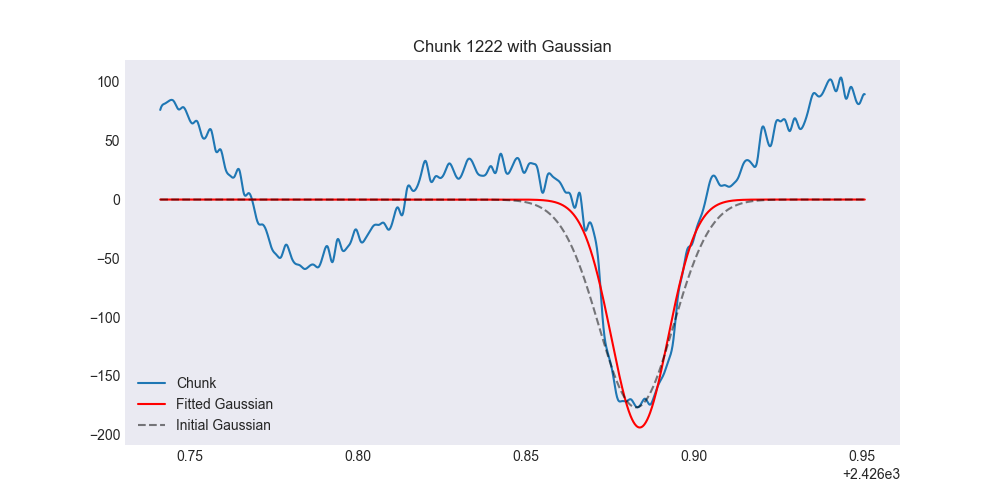 Chunk 1222 with Gaussian
100
50
0
−50
−100
−150
−200
Chunk
Fitted Gaussian
Initial Gaussian
0.75 0.80 0.85 0.90 0.95
+2.426e3